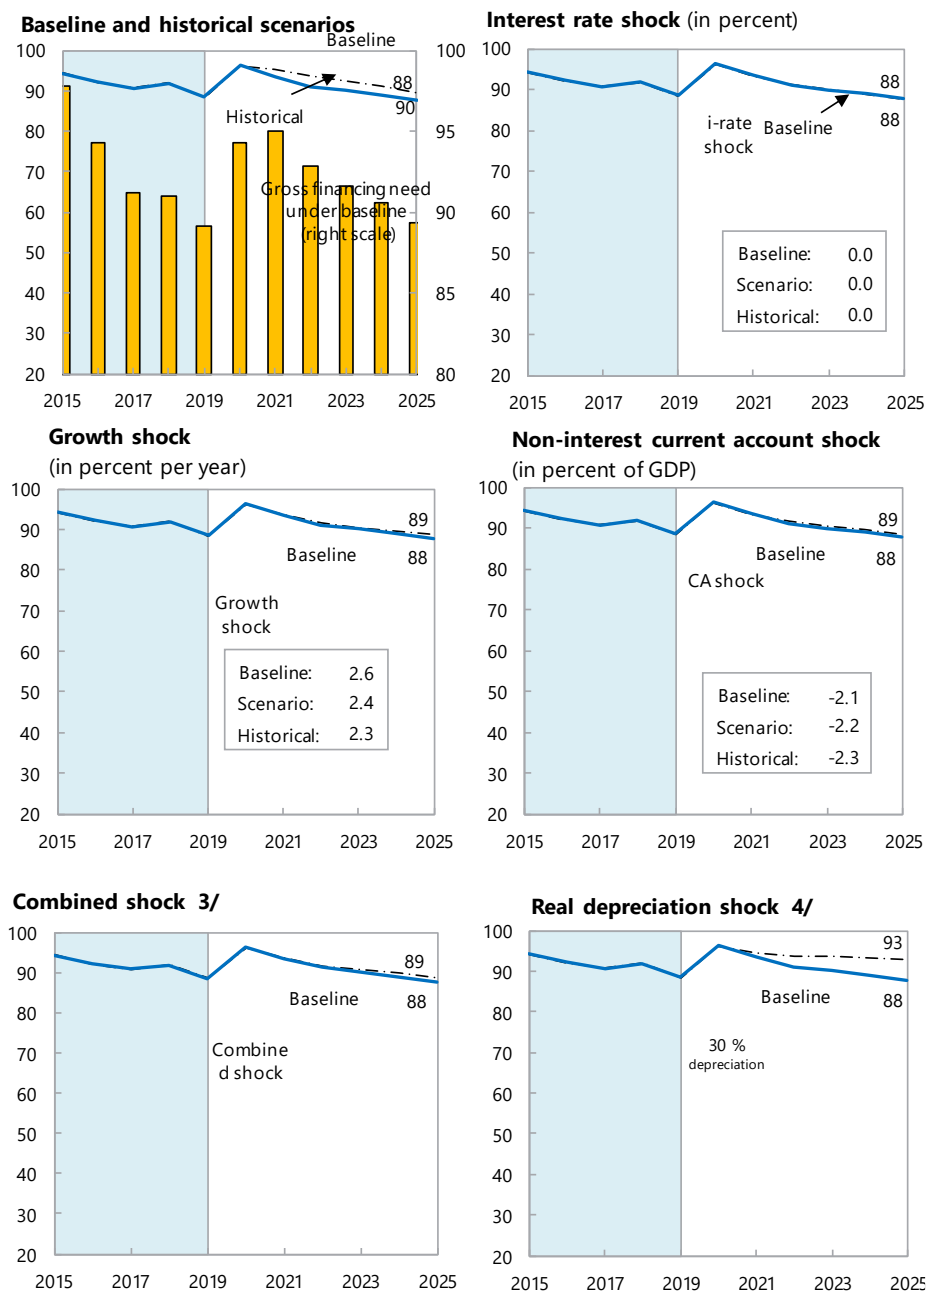 Baseline and historical scenarios
Baseline
100
90
80
70
60
50
40
30
20
100
95
90
85
80
88
90
Historical
Gross financing need
under baseline
(right scale)
2015 2017 2019 2021 2023 2025
Interest rate shock (in percent)
100
90
80
70
60
50
40
30
20
88
i-rate
shock
Baseline
88
Baseline: 0.0
Scenario: 0.0
Historical: 0.0
2015 2017 2019 2021 2023 2025
Growth shock
(in percent per year)
100
90
80
70
60
50
40
30
20
89
Baseline
88
Growth
shock
Baseline: 2.6
Scenario: 2.4
Historical: 2.3
2015 2017 2019 2021 2023 2025
Non-interest current account shock
(in percent of GDP)
100
90
80
70
60
50
40
30
20
89
Baseline
88
CA shock
Baseline: -2.1
Scenario: -2.2
Historical: -2.3
2015 2017 2019 2021 2023 2025
Combined shock 3/
100
90
80
70
60
50
40
30
20
89
Baseline
88
Combine
d shock
2015 2017 2019 2021 2023 2025
Real depreciation shock 4/
100
90
80
70
60
50
40
30
20
93
Baseline
88
30 %
depreciation
2015 2017 2019 2021 2023 2025